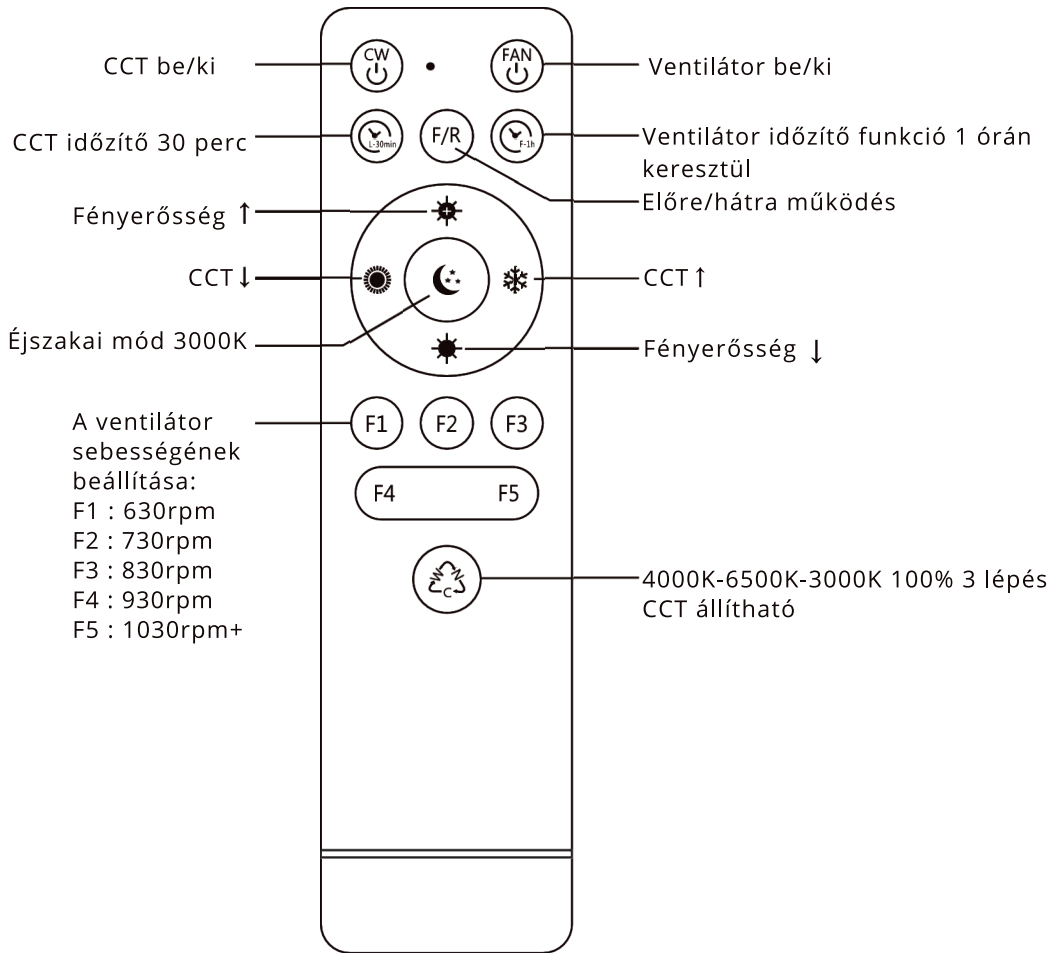 CW
FAN
CCT be/ki
Ventilátor be/ki
CCT időzítő 30 perc
L-30min
F/R
F-1h
Ventilátor időzítő funkció 1 órán
keresztül
Előre/hátra működés
Fényerősség ↑
CCT ↓
CCT ↑
Éjszakai mód 3000K
Fényerősség ↓
A ventilátor
sebességének
beállítása:
F1 : 630rpm
F2 : 730rpm
F3 : 830rpm
F4 : 930rpm
F5 : 1030rpm+
F1
F2
F3
F4
F5
W
N
C
4000K-6500K-3000K 100% 3 lépés
CCT állítható